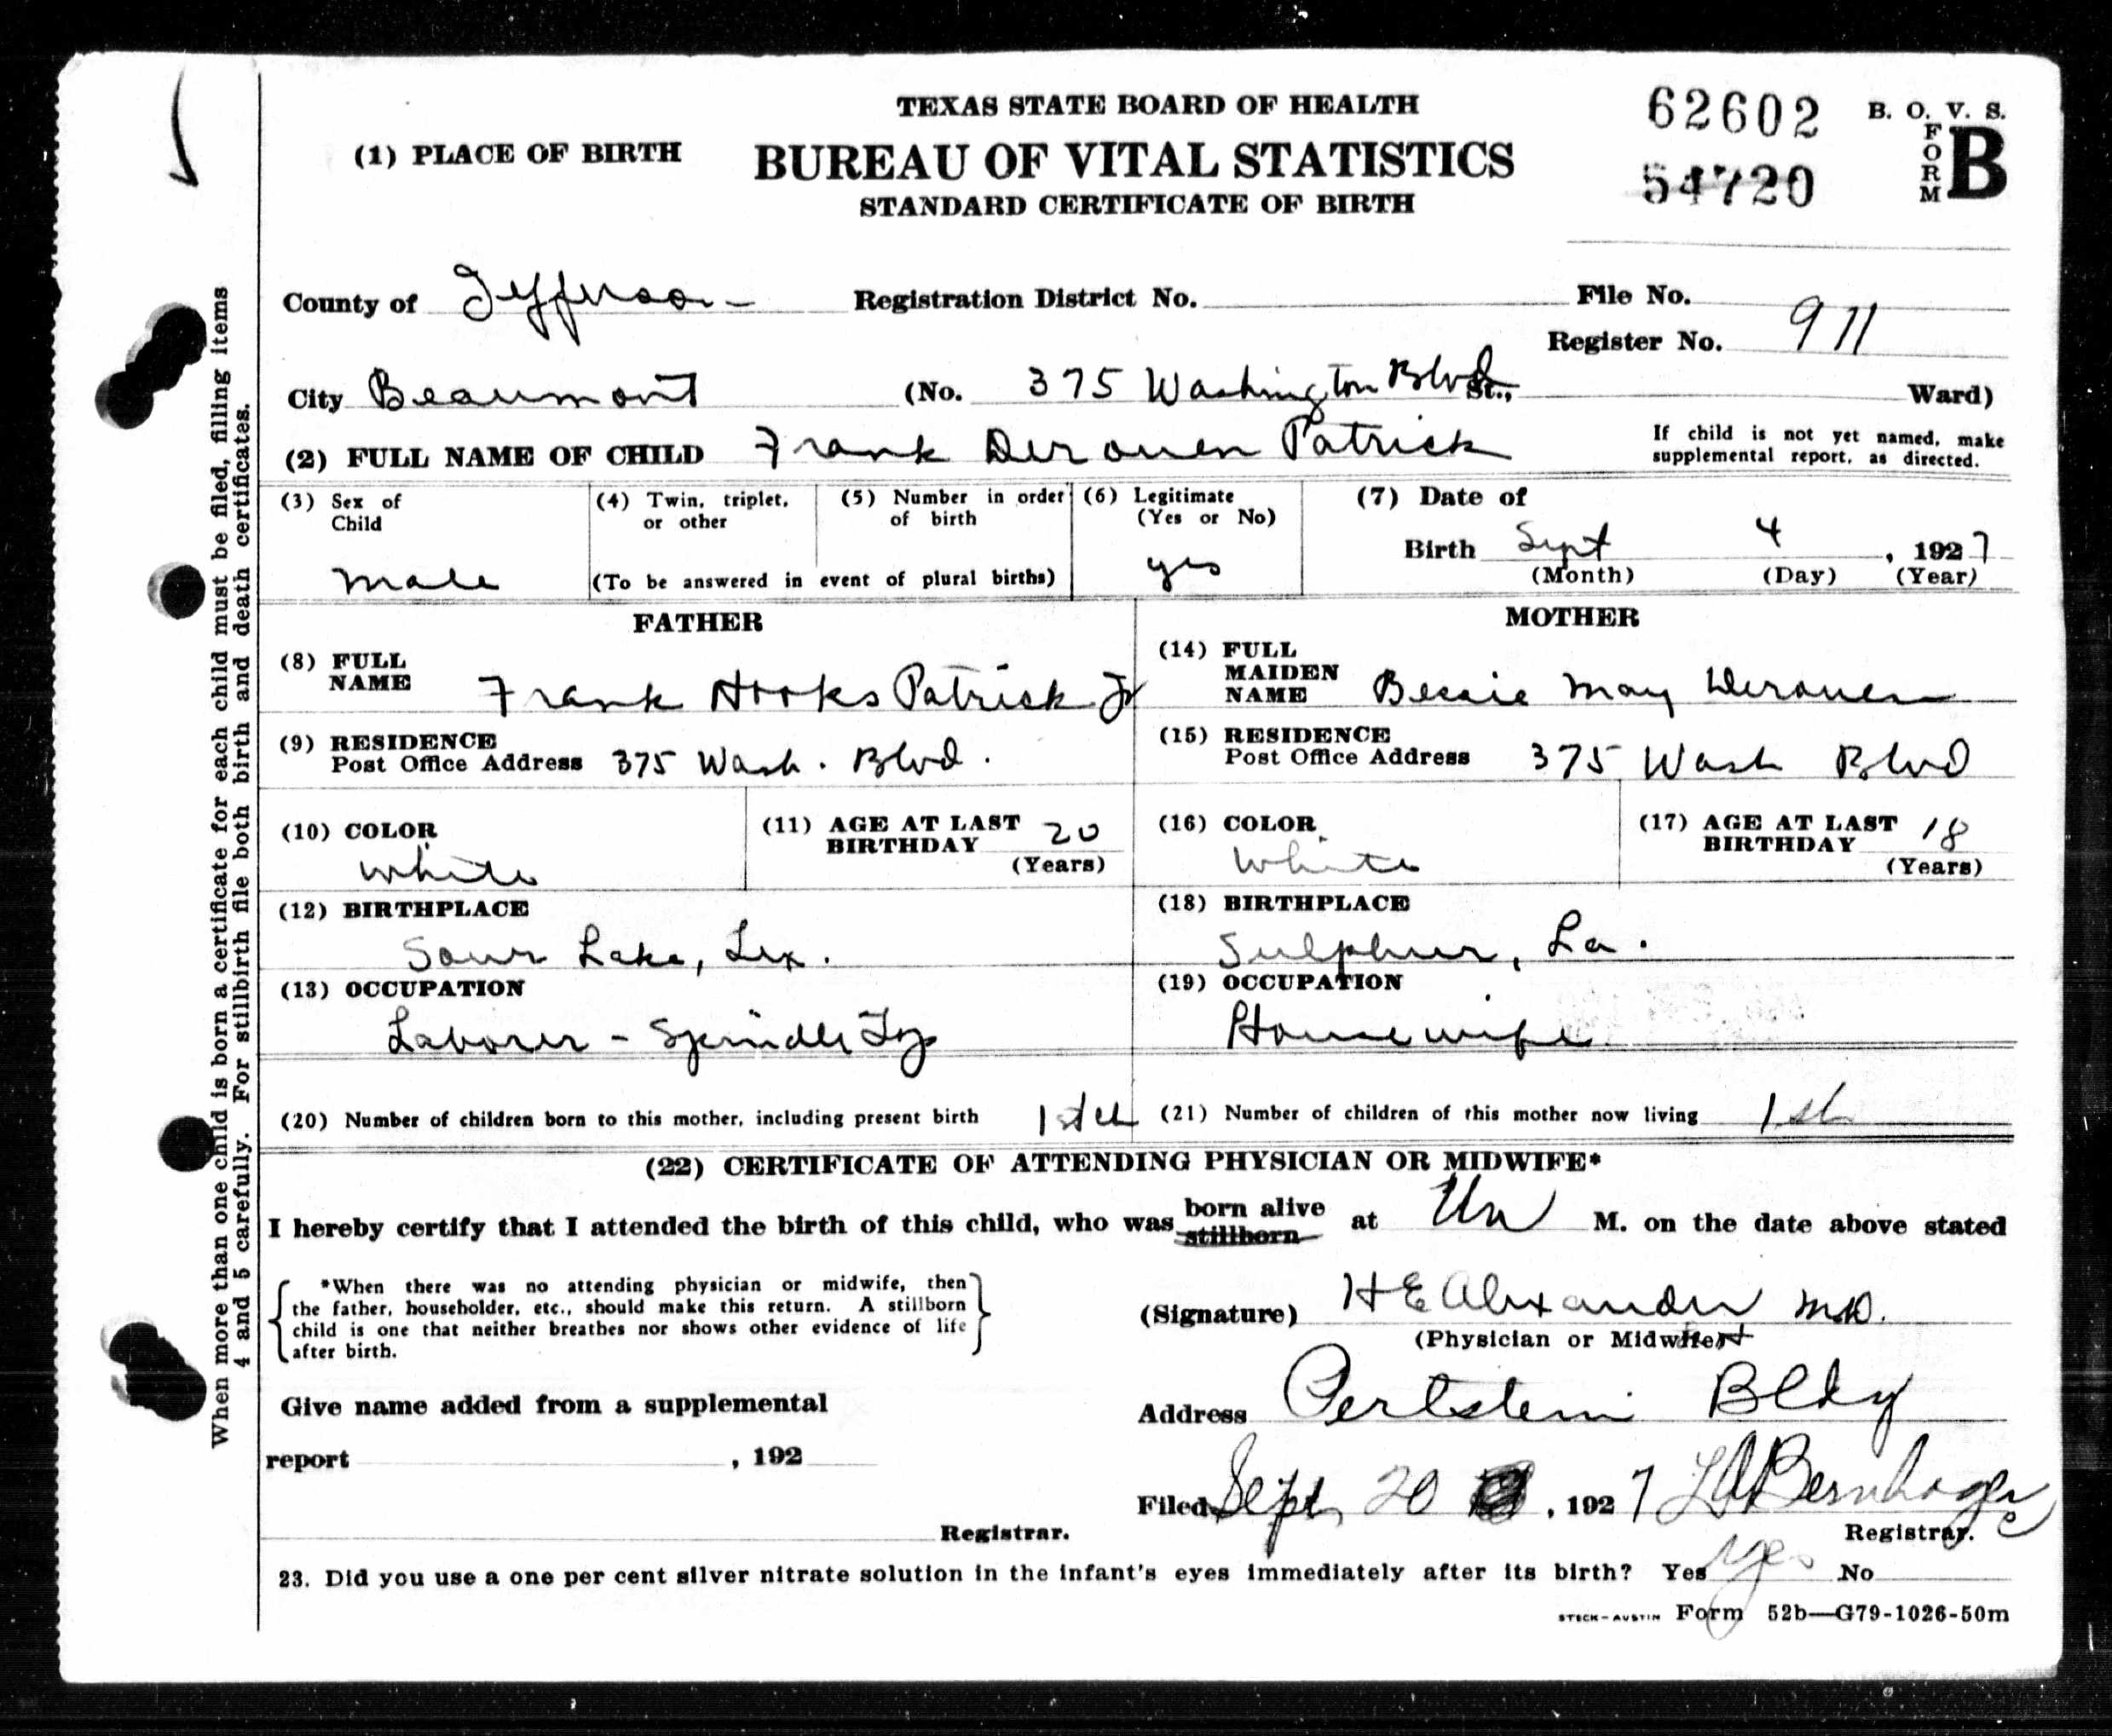 TEXAS STATE BOARD OF HEALTH
(1) PLACE OF BIRTH
BUREAU OF VITAL STATISTICS
STANDARD CERTIFICATE OF BIRTH
62602
54720
B. O. V. S.
FORM B
County of Jefferson Registration District No. File No.
Register No. 911
City Beaumont (No. 375 Washington Blvd St., Ward)
(2) FULL NAME OF CHILD Frank Derouen Patrick
If child is not yet named, make
supplemental report, as directed.
(3) Sex of Child male
(4) Twin, triplet, or other
(5) Number in order of birth
(To be answered in event of plural births)
(6) Legitimate (Yes or No) yes
(7) Date of
Birth Sept 4, 1927
(Month) (Day) (Year)
FATHER
(8) FULL NAME Frank Hooks Patrick Jr
(9) RESIDENCE
Post Office Address 375 Wash. Blvd.
(10) COLOR white
(11) AGE AT LAST BIRTHDAY 20 (Years)
(12) BIRTHPLACE
Sour Lake, Tex.
(13) OCCUPATION
Laborer - Spindle Top
MOTHER
(14) FULL MAIDEN NAME Bessie May Derouen
(15) RESIDENCE
Post Office Address 375 Wash Blvd
(16) COLOR White
(17) AGE AT LAST BIRTHDAY 18 (Years)
(18) BIRTHPLACE
Sulphur, La.
(19) OCCUPATION
Housewife
(20) Number of children born to this mother, including present birth
(21) Number of children of this mother now living 1st
(22) CERTIFICATE OF ATTENDING PHYSICIAN OR MIDWIFE*
I hereby certify that I attended the birth of this child, who was born alive stillborn at M. on the date above stated
*When there was no attending physician or midwife, then
the father, householder, etc., should make this return. A stillborn
child is one that neither breathes nor shows other evidence of life
after birth.
(Signature) H E Alexander M.D.
(Physician or Midwife)
Give name added from a supplemental
report , 192
Registrar.
Address Perlstein Bldg
Filed Sept 20, 1927 Bernhagen
Registrar.
23. Did you use a one per cent silver nitrate solution in the infant's eyes immediately after its birth? Yes yes No
STECK-AUSTIN Form 52b—G79-1026-50m
When more than one child is born a certificate for each child must be filed, filling items
4 and 5 carefully. For stillbirth file both birth and death certificates.